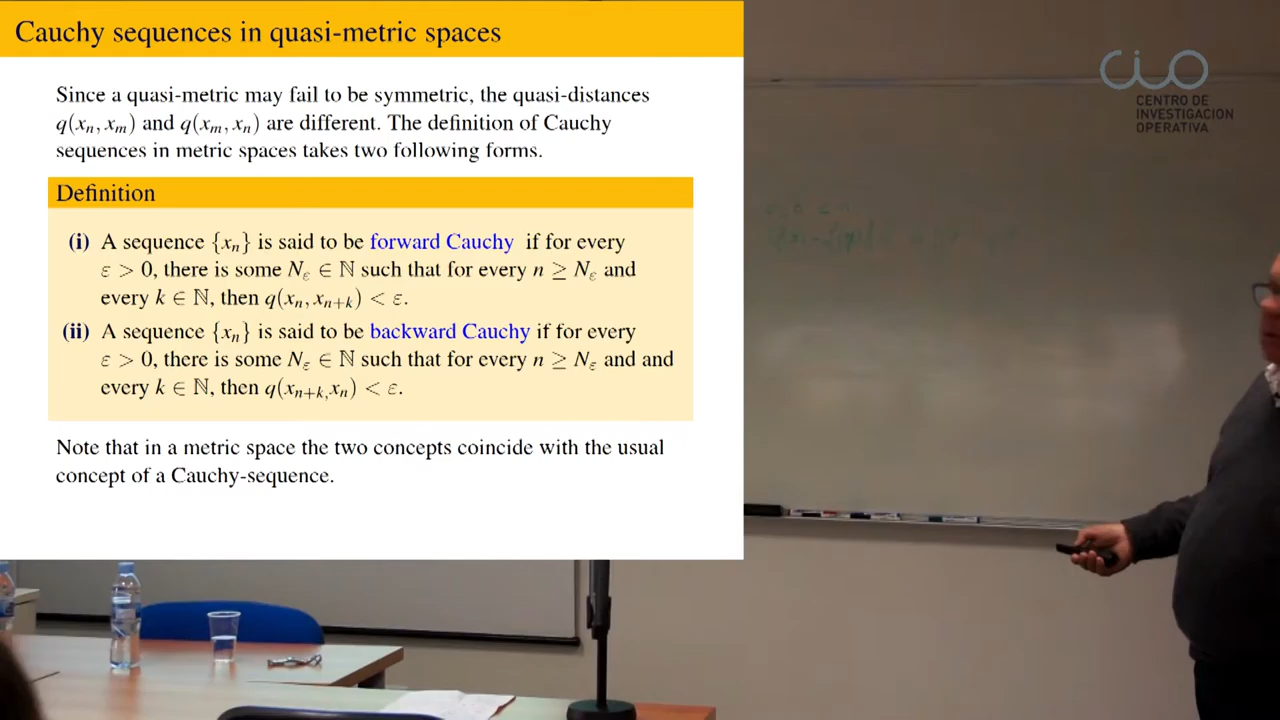 Cauchy sequences in quasi-metric spaces
Since a quasi-metric may fail to be symmetric, the quasi-distances
q(xₙ, xₘ) and q(xₘ, xₙ) are different. The definition of Cauchy
sequences in metric spaces takes two following forms.
Definition
(i) A sequence {xₙ} is said to be forward Cauchy if for every
ε > 0, there is some N_ε ∈ ℕ such that for every n ≥ N_ε and
every k ∈ ℕ, then q(xₙ, xₙ₊ₖ) < ε.
(ii) A sequence {xₙ} is said to be backward Cauchy if for every
ε > 0, there is some N_ε ∈ ℕ such that for every n ≥ N_ε and and
every k ∈ ℕ, then q(xₙ₊ₖ, xₙ) < ε.
Note that in a metric space the two concepts coincide with the usual
concept of a Cauchy-sequence.
cio
CENTRO DE
INVESTIGACION
OPERATIVA